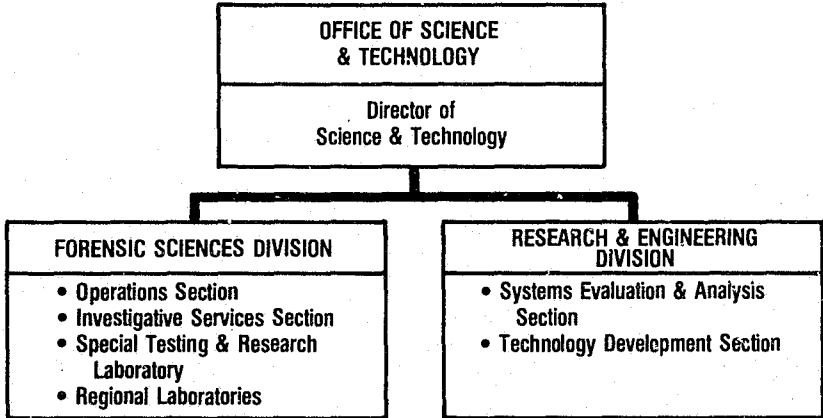 OFFICE OF SCIENCE
& TECHNOLOGY
Director of
Science & Technology
FORENSIC SCIENCES DIVISION
• Operations Section
• Investigative Services Section
• Special Testing & Research
Laboratory
• Regional Laboratories
RESEARCH & ENGINEERING
DIVISION
• Systems Evaluation & Analysis
Section
• Technology Development Section